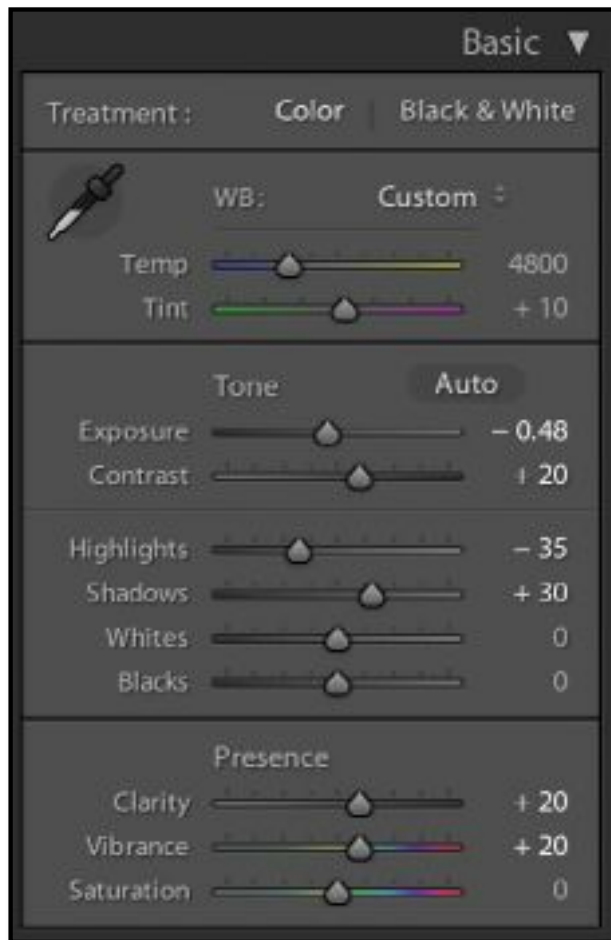 Basic ▼
Treatment : Color | Black & White
WB: Custom
Temp 4800
Tint + 10
Tone Auto
Exposure − 0.48
Contrast + 20
Highlights − 35
Shadows + 30
Whites 0
Blacks 0
Presence
Clarity + 20
Vibrance + 20
Saturation 0